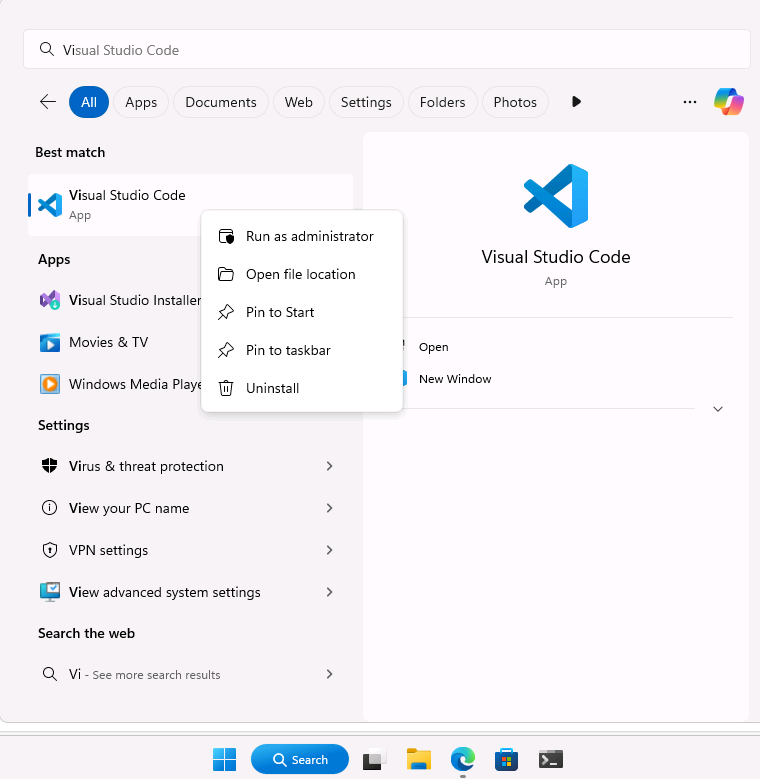 Visual Studio Code
All Apps Documents Web Settings Folders Photos ...
Best match
Visual Studio Code
App
Apps
Visual Studio Installer
Movies & TV
Windows Media Playe
Settings
Virus & threat protection
View your PC name
VPN settings
View advanced system settings
Search the web
Vi - See more search results
Run as administrator
Open file location
Pin to Start
Pin to taskbar
Uninstall
Visual Studio Code
App
Open
New Window
Search